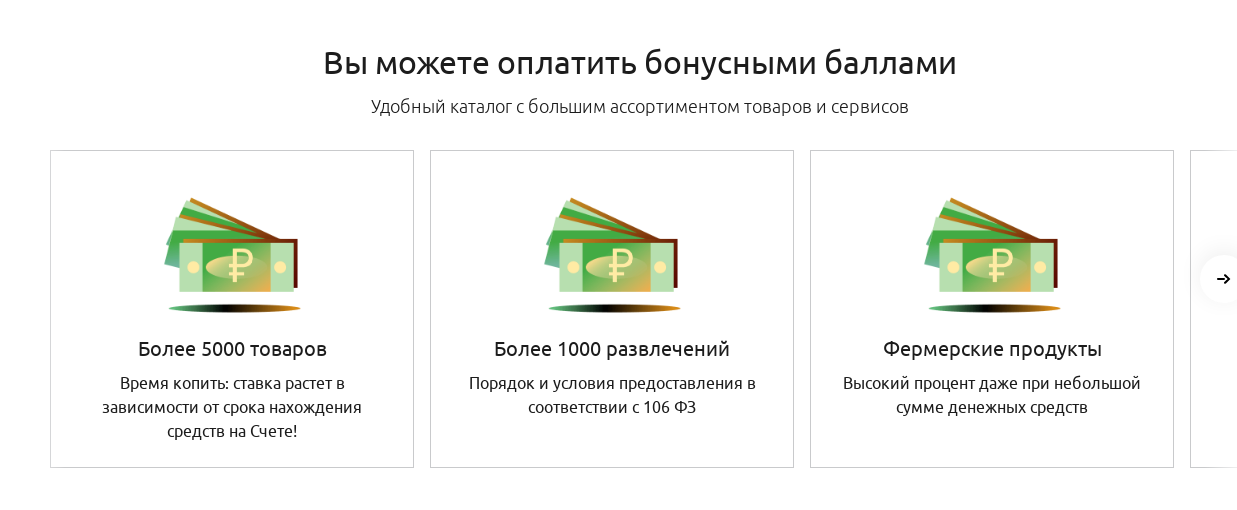 Вы можете оплатить бонусными баллами
Удобный каталог с большим ассортиментом товаров и сервисов
Более 5000 товаров
Время копить: ставка растет в
зависимости от срока нахождения
средств на Счете!
Более 1000 развлечений
Порядок и условия предоставления в
соответствии с 106 ФЗ
Фермерские продукты
Высокий процент даже при небольшой
сумме денежных средств